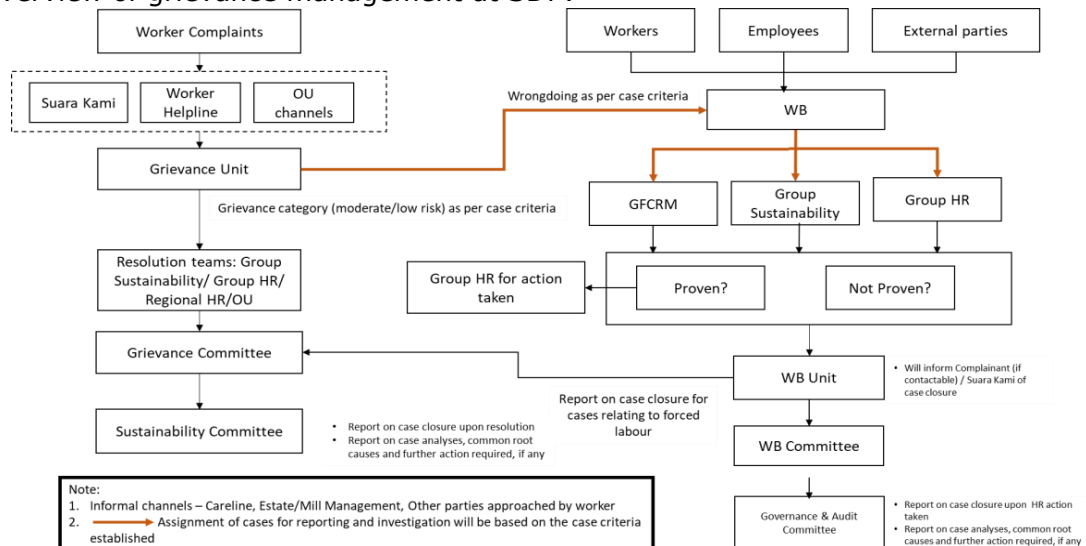 Worker Complaints
Suara Kami
Worker
Helpline
OU
channels
Grievance Unit
Grievance category (moderate/low risk) as per case criteria
Resolution teams: Group
Sustainability/ Group HR/
Regional HR/OU
Grievance Committee
Sustainability Committee
• Report on case closure upon resolution
• Report on case analyses, common root
causes and further action required, if any
Workers
Employees
External parties
Wrongdoing as per case criteria
WB
GFCRM
Group
Sustainability
Group HR
Group HR for action
taken
Proven?
Not Proven?
WB Unit
• Will inform Complainant (if
contactable) / Suara Kami of
case closure
Report on case closure for
cases relating to forced
labour
WB Committee
Governance & Audit
Committee
• Report on case closure upon HR action
taken
• Report on case analyses, common root
causes and further action required, if any
Note:
1. Informal channels – Careline, Estate/Mill Management, Other parties approached by worker
2. Assignment of cases for reporting and investigation will be based on the case criteria
established